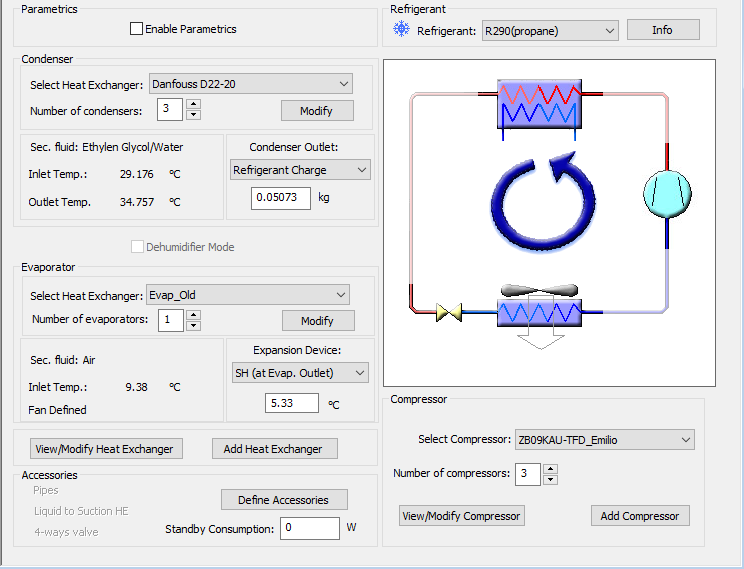 Parametrics
Enable Parametrics
Refrigerant
Refrigerant: R290(propane) Info
Condenser
Select Heat Exchanger: Danfouss D22-20
Number of condensers: 3 Modify
Sec. fluid: Ethylen Glycol/Water
Inlet Temp.: 29.176 ºC
Outlet Temp. 34.757 ºC
Condenser Outlet:
Refrigerant Charge
0.05073 kg
Dehumidifier Mode
Evaporator
Select Heat Exchanger: Evap_Old
Number of evaporators: 1 Modify
Sec. fluid: Air
Inlet Temp.: 9.38 ºC
Fan Defined
Expansion Device:
SH (at Evap. Outlet)
5.33 ºC
View/Modify Heat Exchanger Add Heat Exchanger
Accessories
Pipes
Liquid to Suction HE
4-ways valve
Define Accessories
Standby Consumption: 0 W
Compressor
Select Compressor: ZB09KAU-TFD_Emilio
Number of compressors: 3
View/Modify Compressor Add Compressor